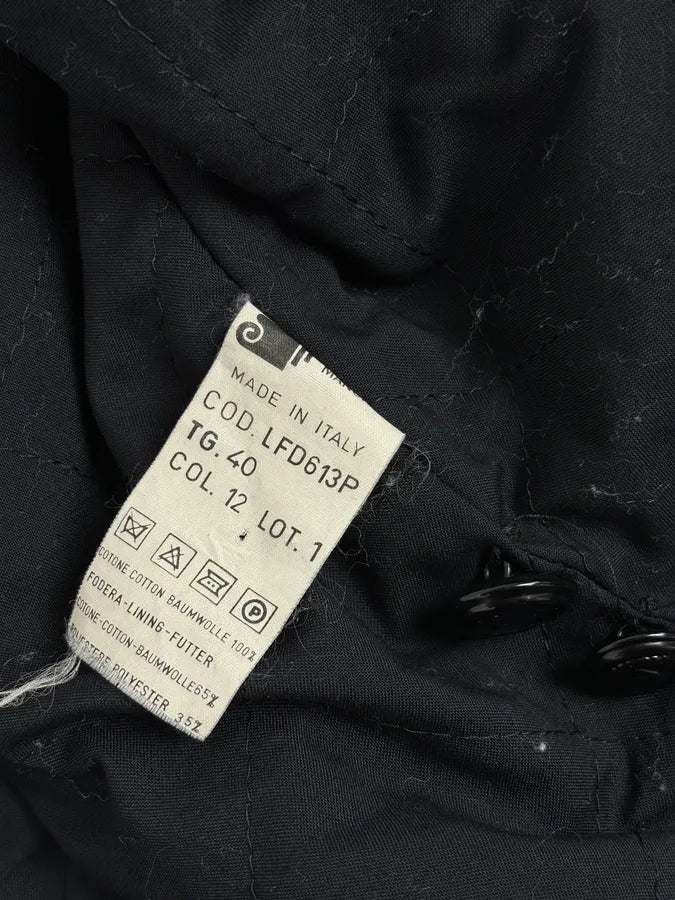 MADE IN ITALY
COD. LFD613P
TG. 40
COL. 12 LOT. 1
P
COTONE COTTON BAUMWOLLE 100%
FODERA-LINING-FUTTER
COTONE-COTTON-BAUMWOLLE 65%
POLYESTER 35%